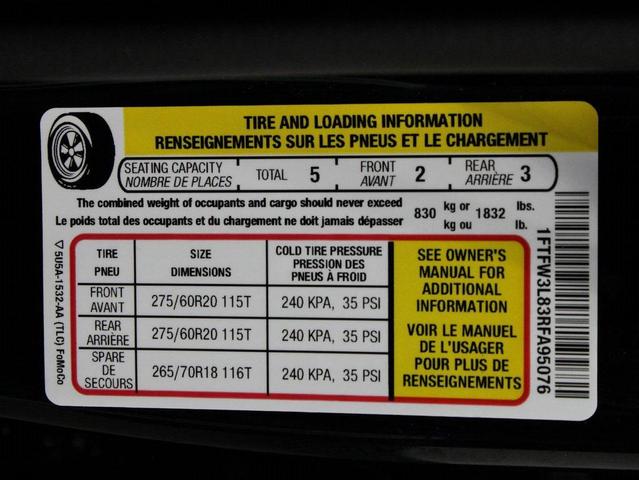 TIRE AND LOADING INFORMATION
RENSEIGNEMENTS SUR LES PNEUS ET LE CHARGEMENT
SEATING CAPACITY
NOMBRE DE PLACES
TOTAL 5
FRONT
AVANT 2
REAR
ARRIÈRE 3
The combined weight of occupants and cargo should never exceed
Le poids total des occupants et du chargement ne doit jamais dépasser
830
kg or
kg ou
1832
lbs.
lb.
TIRE
PNEU
SIZE
DIMENSIONS
COLD TIRE PRESSURE
PRESSION DES
PNEUS À FROID
FRONT
AVANT
275/60R20 115T
240 KPA, 35 PSI
REAR
ARRIÈRE
275/60R20 115T
240 KPA, 35 PSI
SPARE
DE SECOURS
265/70R18 116T
240 KPA, 35 PSI
SEE OWNER'S
MANUAL FOR
ADDITIONAL
INFORMATION
VOIR LE MANUEL
DE L'USAGER
POUR PLUS DE
RENSEIGNEMENTS
5U5A-1532-AA (TLC) FoMoCo
1FTFW3L83RFA95076